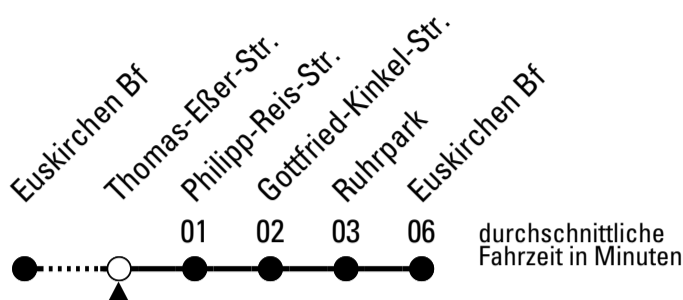 Euskirchen Bf
Thomas-Eßer-Str.
Philipp-Reis-Str.
Gottfried-Kinkel-Str.
Ruhrpark
Euskirchen Bf
01 02 03 06
durchschnittliche
Fahrzeit in Minuten